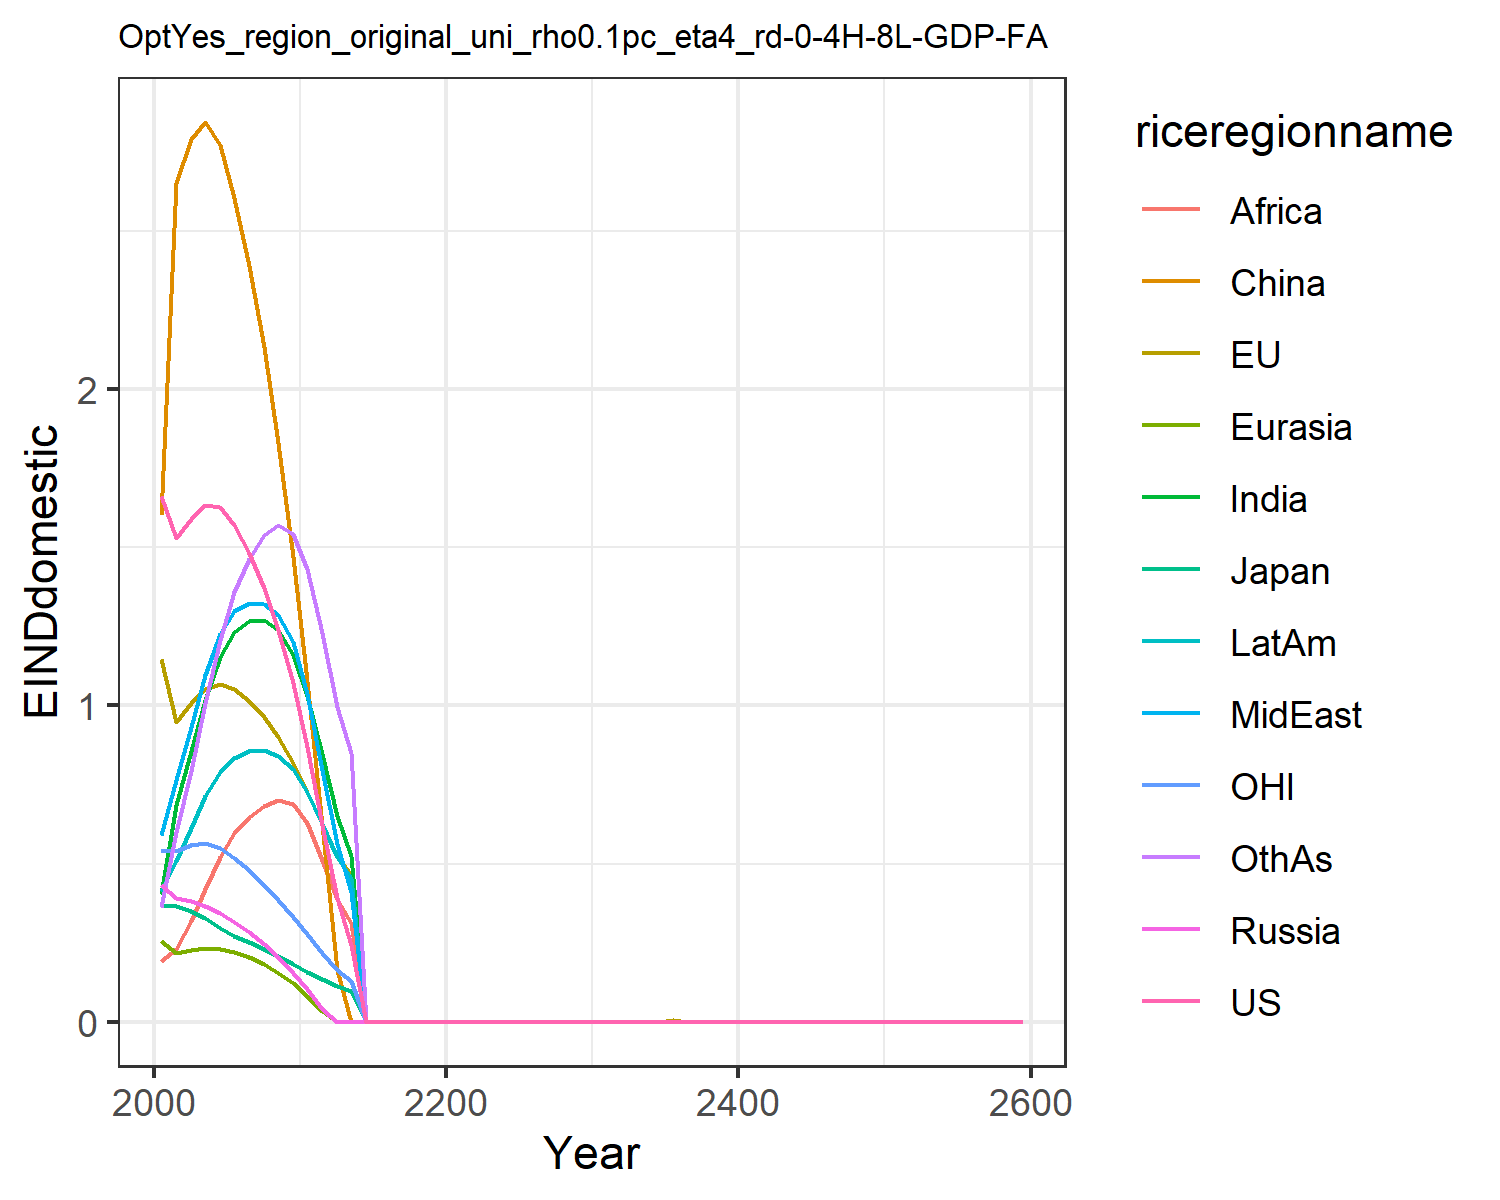 OptYes_region_original_uni_rho0.1pc_eta4_rd-0-4H-8L-GDP-FA
EINDdomestic
2
1
0
2000
2200
2400
2600
Year
riceregionname
Africa
China
EU
Eurasia
India
Japan
LatAm
MidEast
OHI
OthAs
Russia
US